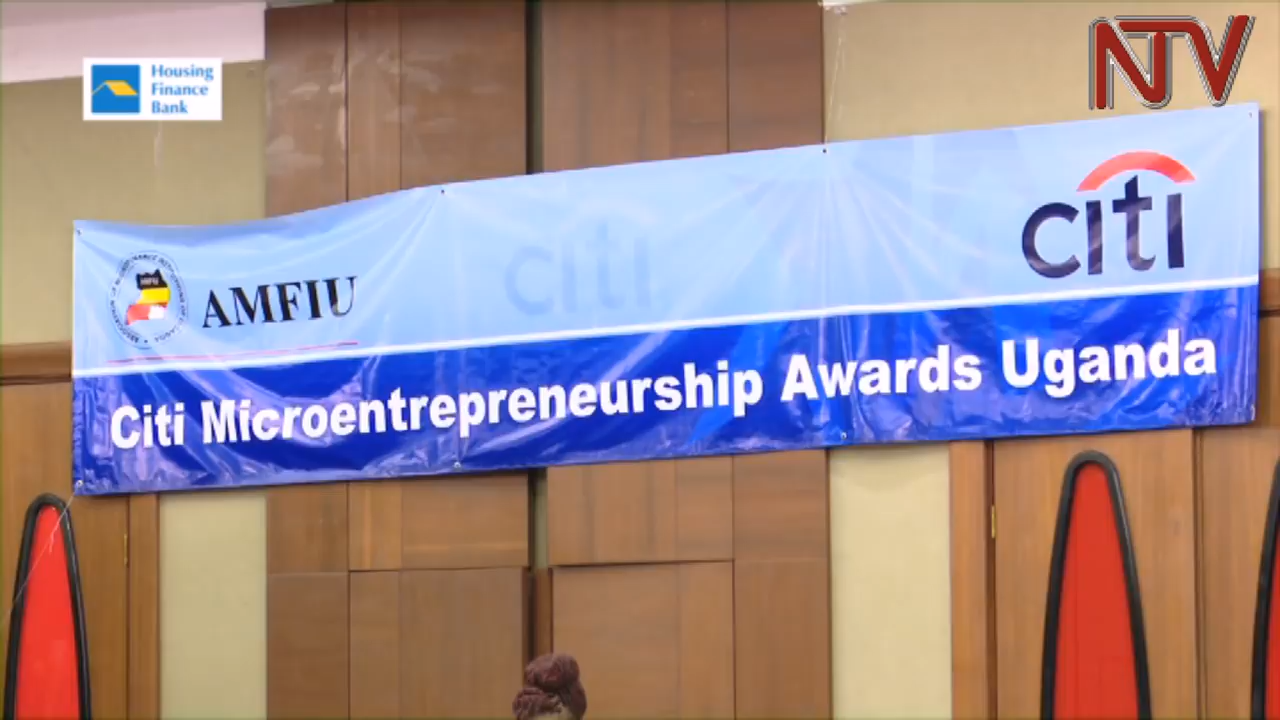 Housing
Finance
Bank
NTV
citi
AMFIU
citi
Citi Microentrepreneurship Awards Uganda